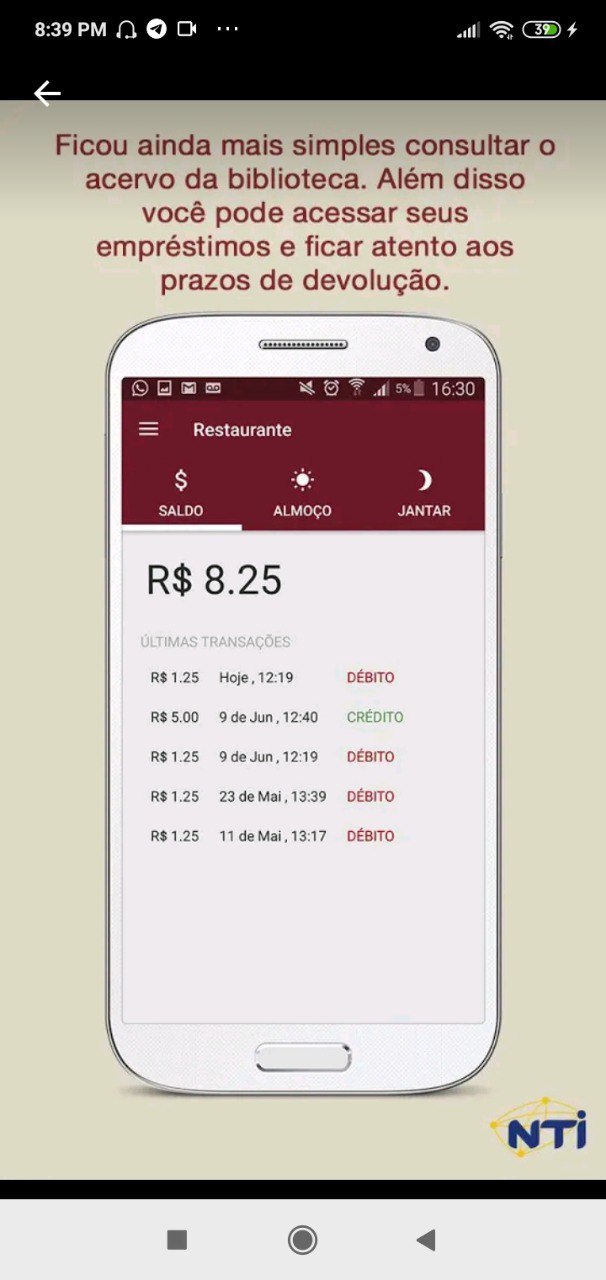 8:39 PM
39
Ficou ainda mais simples consultar o
acervo da biblioteca. Além disso
você pode acessar seus
empréstimos e ficar atento aos
prazos de devolução.
5% 16:30
Restaurante
$
SALDO ALMOÇO JANTAR
R$ 8.25
ÚLTIMAS TRANSAÇÕES
R$ 1.25 Hoje , 12:19 DÉBITO
R$ 5.00 9 de Jun , 12:40 CRÉDITO
R$ 1.25 9 de Jun , 12:19 DÉBITO
R$ 1.25 23 de Mai , 13:39 DÉBITO
R$ 1.25 11 de Mai , 13:17 DÉBITO
NTi